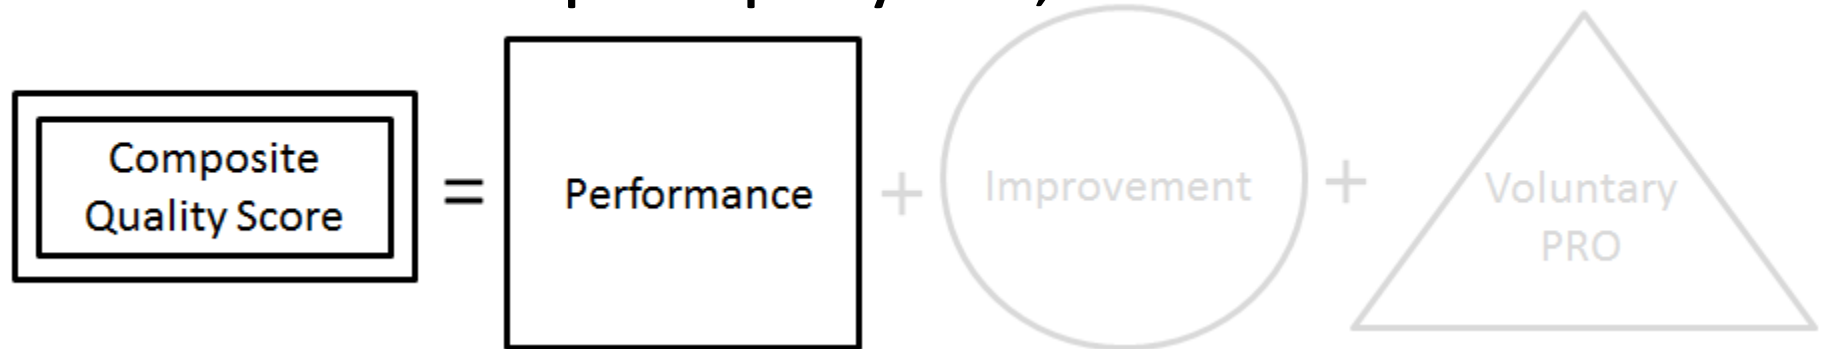 Composite
Quality Score
=
Performance
+
Improvement
+
Voluntary
PRO